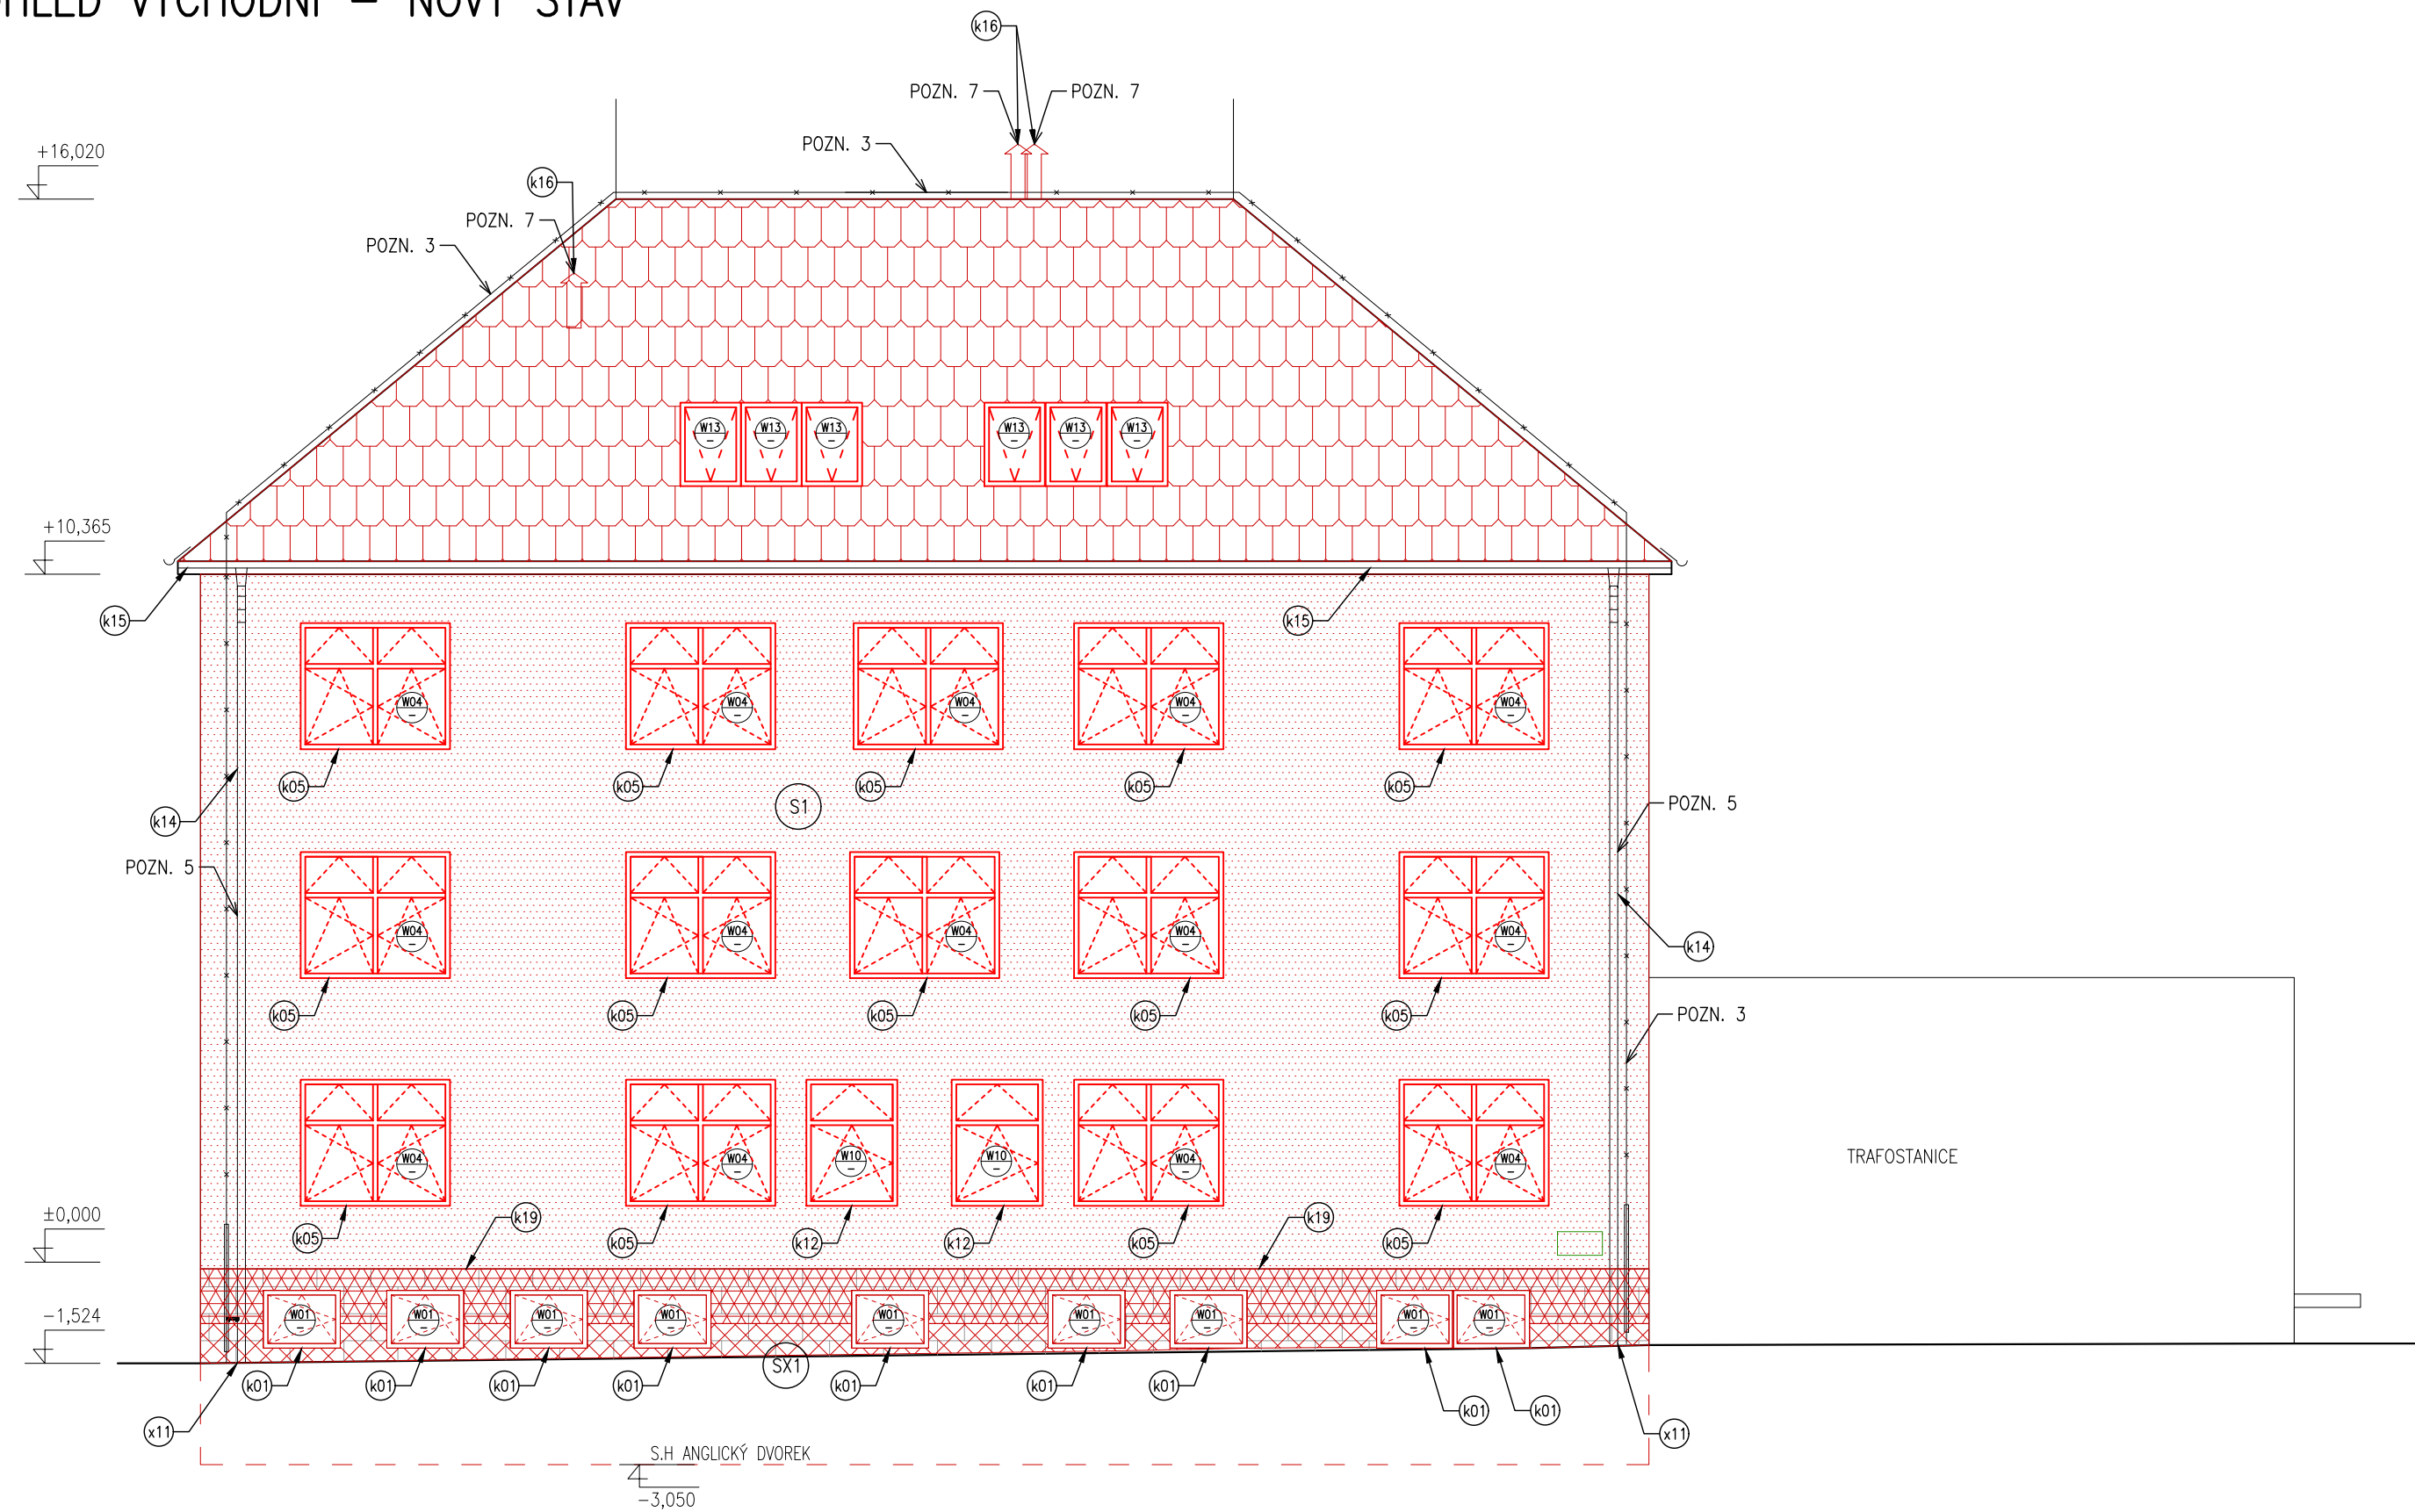 VÝCHODNÍ – NOVÝ STAV
k16
POZN. 7
POZN. 7
POZN. 3
+16,020
k16
POZN. 7
POZN. 3
W13
W13
W13
W13
W13
W13
+10,365
k15
k15
W04
W04
W04
W04
W04
k05
k05
k05
k05
k05
S1
k14
POZN. 5
POZN. 5
W04
W04
W04
W04
W04
k14
k05
k05
k05
k05
k05
POZN. 3
W04
W04
W10
W10
W04
W04
TRAFOSTANICE
±0,000
k05
k19
k05
k12
k12
k05
k19
k05
-1,524
W01
W01
W01
W01
W01
W01
W01
W01
W01
SX1
k01
k01
k01
k01
k01
k01
k01
k01
k01
x11
x11
S.H ANGLICKÝ DVOREK
-3,050